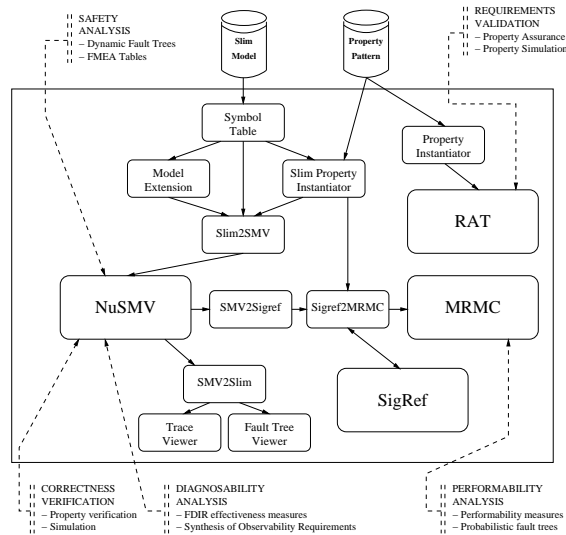 SAFETY
ANALYSIS
– Dynamic Fault Trees
– FMEA Tables
Slim
Model
Property
Pattern
REQUIREMENTS
VALIDATION
– Property Assurance
– Property Simulation
Symbol
Table
Property
Instantiator
Model
Extension
Slim Property
Instantiator
RAT
Slim2SMV
NuSMV
SMV2Sigref
Sigref2MRMC
MRMC
SMV2Slim
SigRef
Trace
Viewer
Fault Tree
Viewer
CORRECTNESS
VERIFICATION
– Property verification
– Simulation
DIAGNOSABILITY
ANALYSIS
– FDIR effectiveness measures
– Synthesis of Observability Requirements
PERFORMABILITY
ANALYSIS
– Performability measures
– Probabilistic fault trees